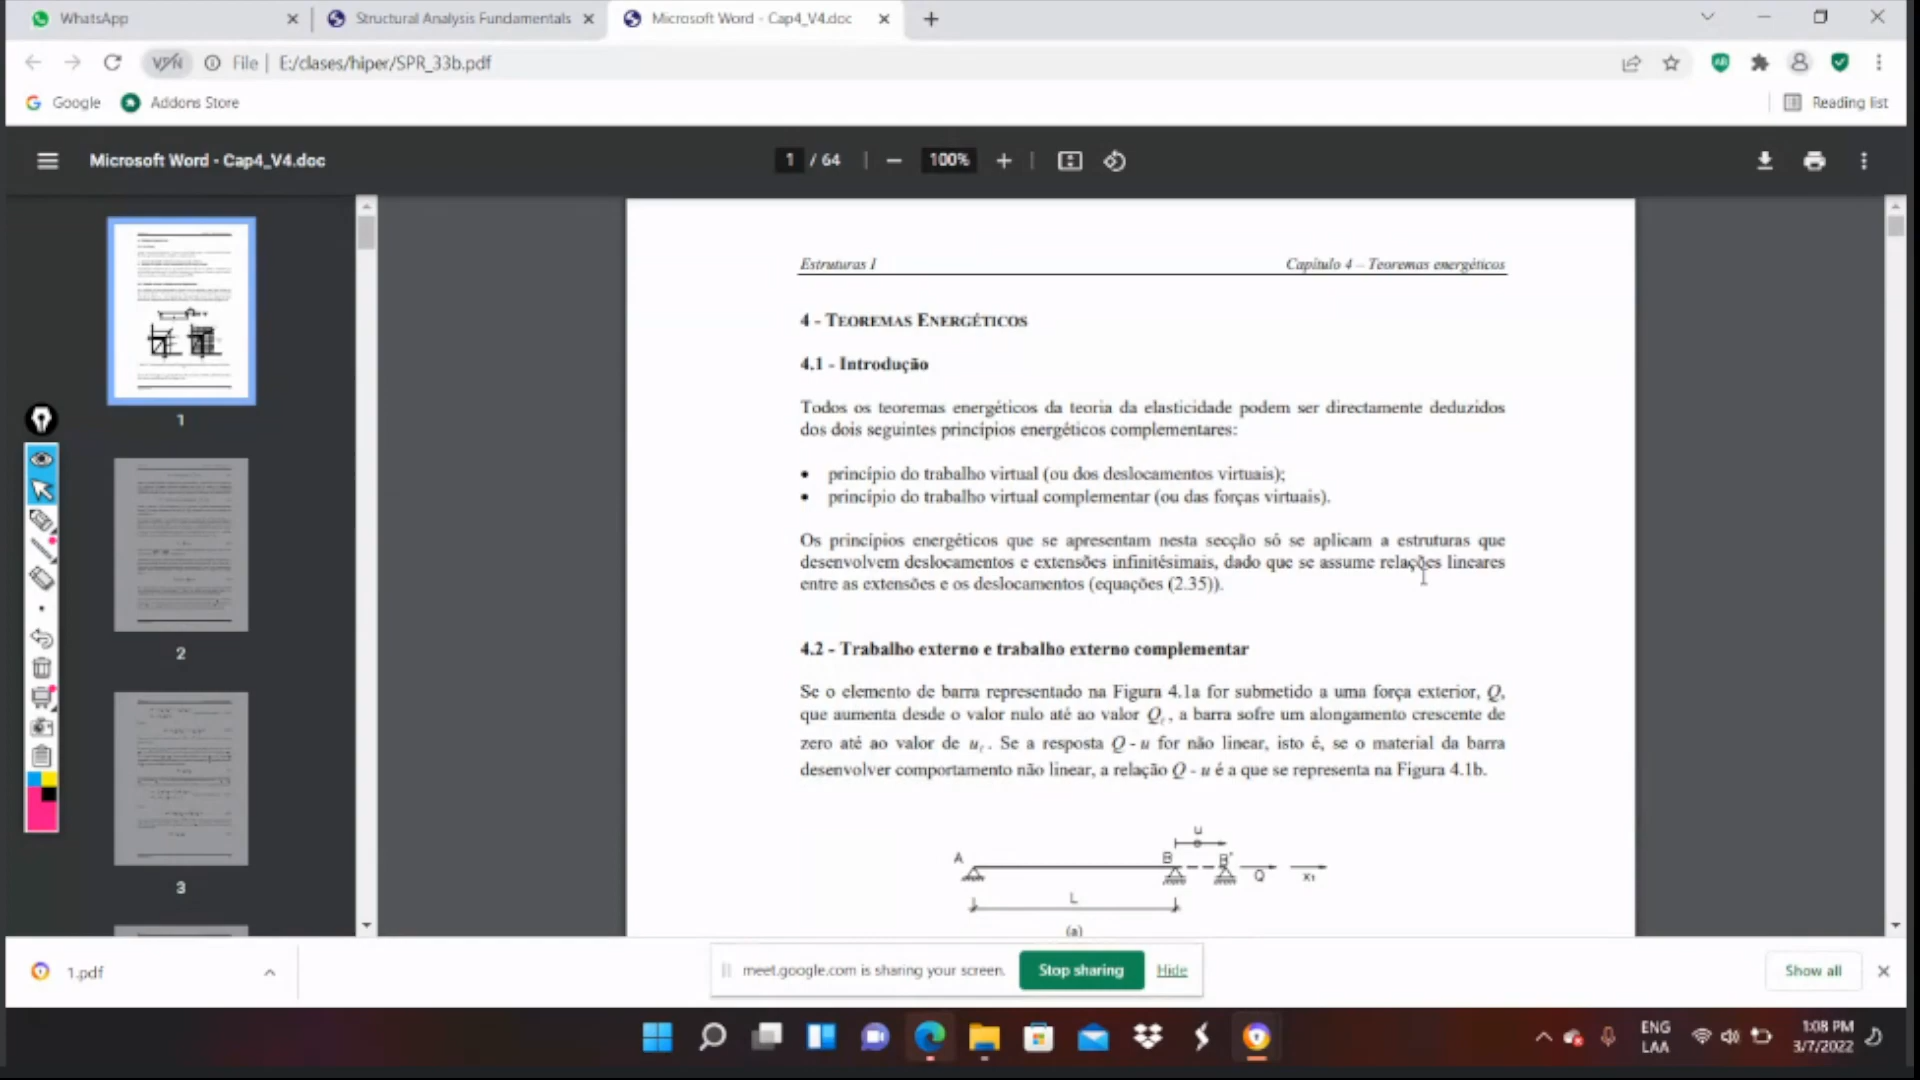 WhatsApp
Structural Analysis Fundamentals
Microsoft Word - Cap4_V4.doc
VPN
File
E:/clases/hiper/SPR_33b.pdf
Google
Addons Store
Reading list
Microsoft Word - Cap4_V4.doc
1 / 64
100%
Estruturas I
Capítulo 4 – Teoremas energéticos
4 - TEOREMAS ENERGÉTICOS
4.1 - Introdução
Todos os teoremas energéticos da teoria da elasticidade podem ser directamente deduzidos
dos dois seguintes princípios energéticos complementares:
• princípio do trabalho virtual (ou dos deslocamentos virtuais);
• princípio do trabalho virtual complementar (ou das forças virtuais).
Os princípios energéticos que se apresentam nesta secção só se aplicam a estruturas que
desenvolvem deslocamentos e extensões infinitésimais, dado que se assume relações lineares
entre as extensões e os deslocamentos (equações (2.35)).
4.2 - Trabalho externo e trabalho externo complementar
Se o elemento de barra representado na Figura 4.1a for submetido a uma força exterior, Q,
que aumenta desde o valor nulo até ao valor Qℓ, a barra sofre um alongamento crescente de
zero até ao valor de uℓ. Se a resposta Q - u for não linear, isto é, se o material da barra
desenvolver comportamento não linear, a relação Q - u é a que se representa na Figura 4.1b.
u
A B B' Q x₁
L
(a)
1
2
3
1.pdf
meet.google.com is sharing your screen.
Stop sharing
Hide
Show all
ENG
LAA
1:08 PM
3/7/2022